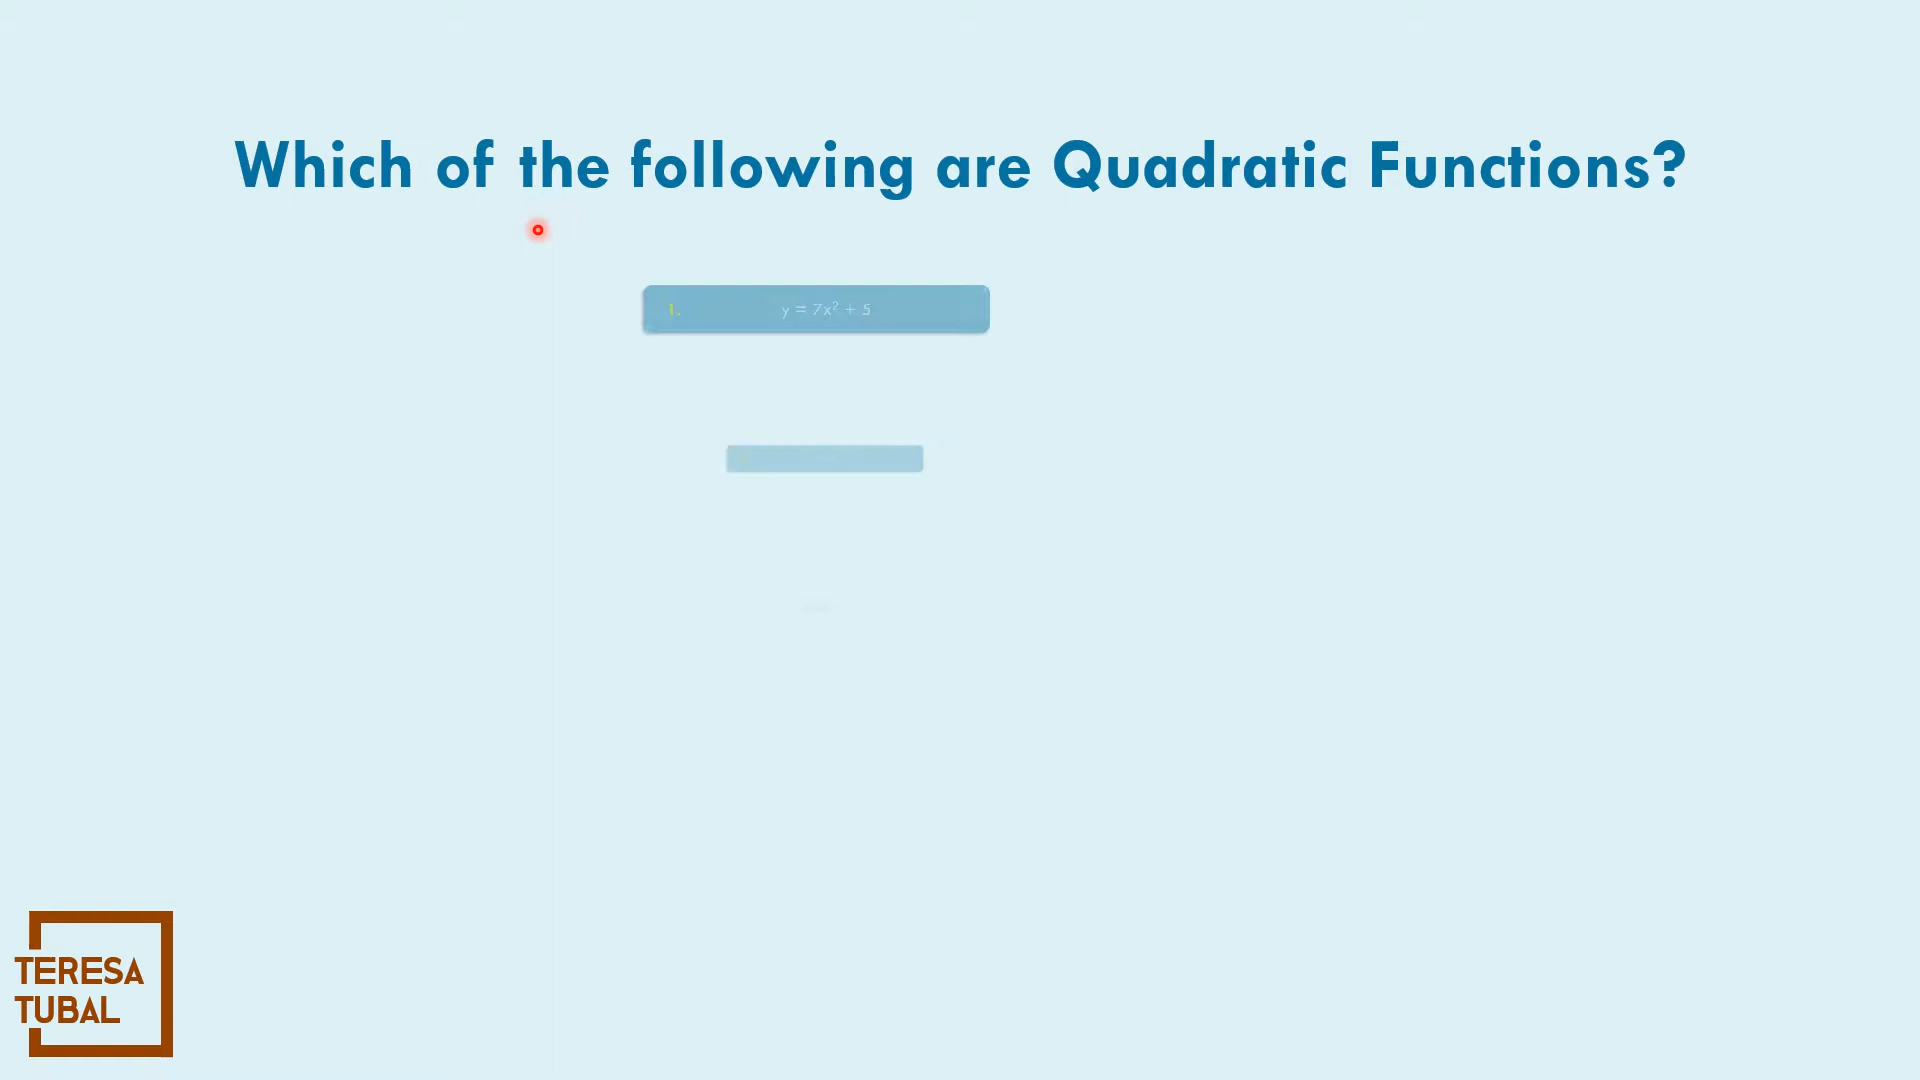 Which of the following are Quadratic Functions?
1. y = 7x² + 5
TERESA
TUBAL